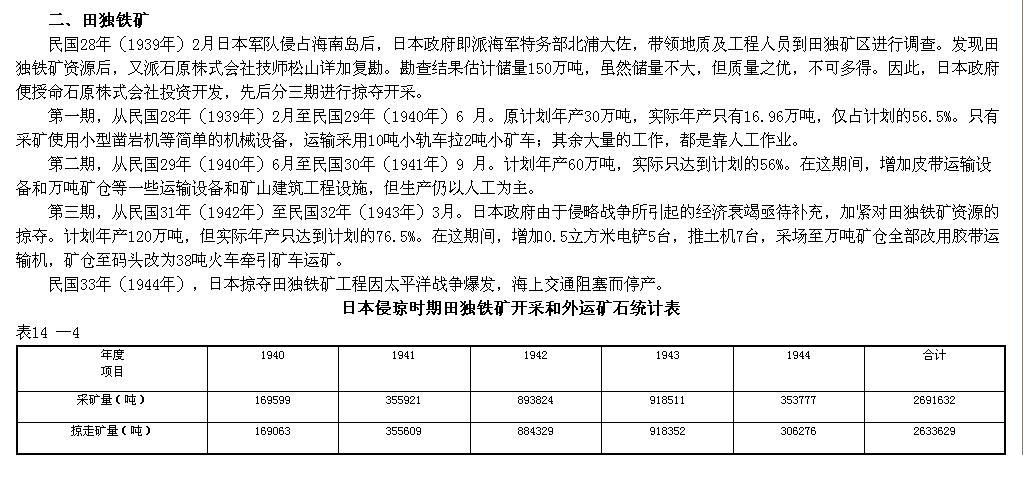 二、田独铁矿
民国28年（1939年）2月日本军队侵占海南岛后，日本政府即派海军特务部北浦大佐，带领地质及工程人员到田独矿区进行调查。发现田
独铁矿资源后，又派石原株式会社技师松山详加复勘。勘查结果估计储量150万吨，虽然储量不大，但质量之优，不可多得。因此，日本政府
便授命石原株式会社投资开发，先后分三期进行掠夺开采。
第一期，从民国28年（1939年）2月至民国29年（1940年）6 月。原计划年产30万吨，实际年产只有16.96万吨，仅占计划的56.5%。只有
采矿使用小型凿岩机等简单的机械设备，运输采用10吨小轨车拉2吨小矿车；其余大量的工作，都是靠人工作业。
第二期，从民国29年（1940年）6月至民国30年（1941年）9 月。计划年产60万吨，实际只达到计划的56%。在这期间，增加皮带运输设
备和万吨矿仓等一些运输设备和矿山建筑工程设施，但生产仍以人工为主。
第三期，从民国31年（1942年）至民国32年（1943年）3月。日本政府由于侵略战争所引起的经济衰竭亟待补充，加紧对田独铁矿资源的
掠夺。计划年产120万吨，但实际年产只达到计划的76.5%。在这期间，增加0.5立方米电铲5台，推土机7台，采场至万吨矿仓全部改用胶带运
输机，矿仓至码头改为38吨火车牵引矿车运矿。
民国33年（1944年），日本掠夺田独铁矿工程因太平洋战争爆发，海上交通阻塞而停产。
日本侵琼时期田独铁矿开采和外运矿石统计表
表14 —4
年度 1940 1941 1942 1943 1944 合计
项目
采矿量（吨） 169599 355921 893824 918511 353777 2691632
掠走矿量（吨） 169063 355609 884329 918352 306276 2633629